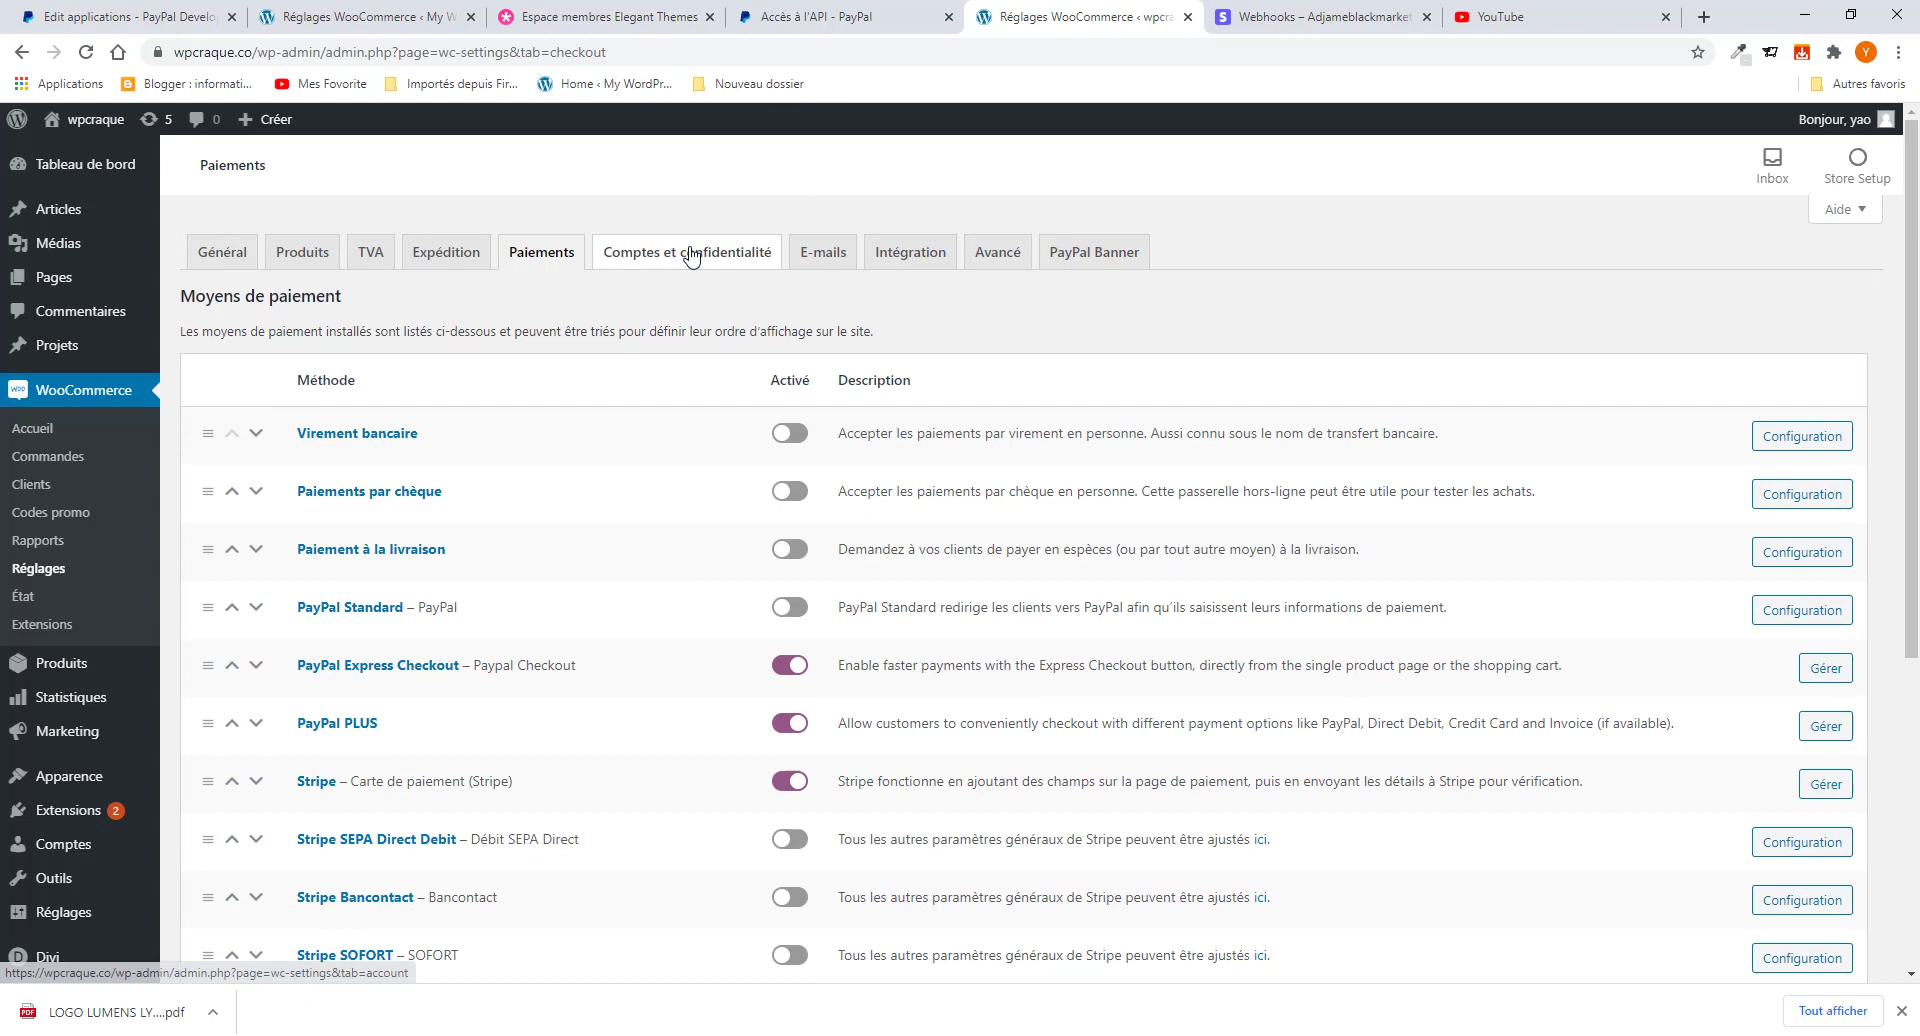 Edit applications - PayPal Develo
Réglages WooCommerce ‹ My W
Espace membres Elegant Themes
Accès à l'API - PayPal
Réglages WooCommerce ‹ wpcra
Webhooks – Adjameblackmarket
YouTube
wpcraque.co/wp-admin/admin.php?page=wc-settings&tab=checkout
Y
Applications
Blogger : informati...
Mes Favorite
Importés depuis Fir...
Home ‹ My WordPr...
Nouveau dossier
Autres favoris
wpcraque
5
0
Créer
Bonjour, yao
Tableau de bord
Articles
Médias
Pages
Commentaires
Projets
WooCommerce
Accueil
Commandes
Clients
Codes promo
Rapports
Réglages
État
Extensions
Produits
Statistiques
Marketing
Apparence
Extensions 2
Comptes
Outils
Réglages
Divi
Paiements
Inbox
Store Setup
Aide
Général
Produits
TVA
Expédition
Paiements
Comptes et confidentialité
E-mails
Intégration
Avancé
PayPal Banner
Moyens de paiement
Les moyens de paiement installés sont listés ci-dessous et peuvent être triés pour définir leur ordre d’affichage sur le site.
Méthode Activé Description
Virement bancaire Accepter les paiements par virement en personne. Aussi connu sous le nom de transfert bancaire. Configuration
Paiements par chèque Accepter les paiements par chèque en personne. Cette passerelle hors-ligne peut être utile pour tester les achats. Configuration
Paiement à la livraison Demandez à vos clients de payer en espèces (ou par tout autre moyen) à la livraison. Configuration
PayPal Standard – PayPal PayPal Standard redirige les clients vers PayPal afin qu’ils saisissent leurs informations de paiement. Configuration
PayPal Express Checkout – Paypal Checkout Enable faster payments with the Express Checkout button, directly from the single product page or the shopping cart. Gérer
PayPal PLUS Allow customers to conveniently checkout with different payment options like PayPal, Direct Debit, Credit Card and Invoice (if available). Gérer
Stripe – Carte de paiement (Stripe) Stripe fonctionne en ajoutant des champs sur la page de paiement, puis en envoyant les détails à Stripe pour vérification. Gérer
Stripe SEPA Direct Debit – Débit SEPA Direct Tous les autres paramètres généraux de Stripe peuvent être ajustés ici. Configuration
Stripe Bancontact – Bancontact Tous les autres paramètres généraux de Stripe peuvent être ajustés ici. Configuration
Stripe SOFORT – SOFORT Tous les autres paramètres généraux de Stripe peuvent être ajustés ici. Configuration
https://wpcraque.co/wp-admin/admin.php?page=wc-settings&tab=account
LOGO LUMENS LY....pdf
Tout afficher